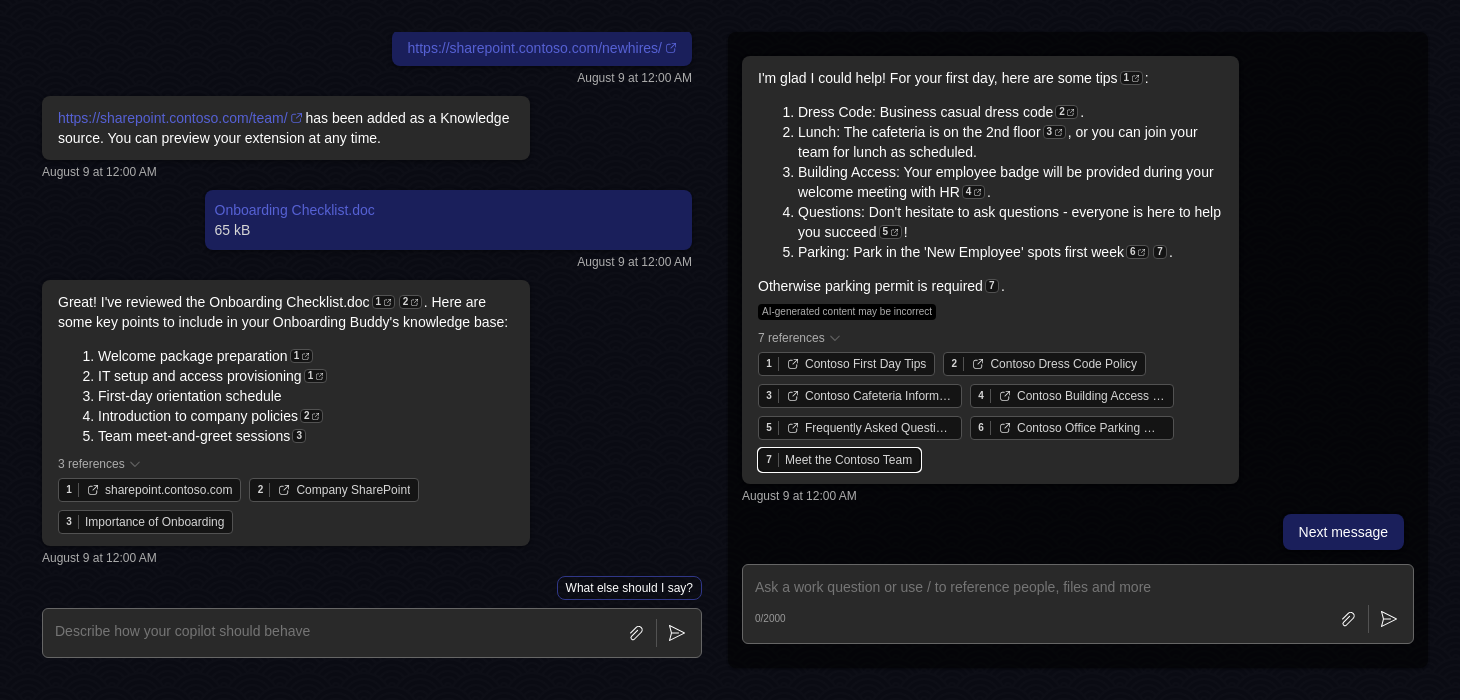 https://sharepoint.contoso.com/newhires/
August 9 at 12:00 AM
https://sharepoint.contoso.com/team/ has been added as a Knowledge
source. You can preview your extension at any time.
August 9 at 12:00 AM
Onboarding Checklist.doc
65 kB
August 9 at 12:00 AM
Great! I've reviewed the Onboarding Checklist.doc 1 2 . Here are
some key points to include in your Onboarding Buddy's knowledge base:
1. Welcome package preparation 1
2. IT setup and access provisioning 1
3. First-day orientation schedule
4. Introduction to company policies 2
5. Team meet-and-greet sessions 3
3 references
1 sharepoint.contoso.com 2 Company SharePoint
3 Importance of Onboarding
August 9 at 12:00 AM
What else should I say?
Describe how your copilot should behave
I'm glad I could help! For your first day, here are some tips 1 :
1. Dress Code: Business casual dress code 2 .
2. Lunch: The cafeteria is on the 2nd floor 3 , or you can join your
team for lunch as scheduled.
3. Building Access: Your employee badge will be provided during your
welcome meeting with HR 4 .
4. Questions: Don't hesitate to ask questions - everyone is here to help
you succeed 5 !
5. Parking: Park in the 'New Employee' spots first week 6 7 .
Otherwise parking permit is required 7 .
AI-generated content may be incorrect
7 references
1 Contoso First Day Tips 2 Contoso Dress Code Policy
3 Contoso Cafeteria Inform… 4 Contoso Building Access …
5 Frequently Asked Questi… 6 Contoso Office Parking …
7 Meet the Contoso Team
August 9 at 12:00 AM
Next message
Ask a work question or use / to reference people, files and more
0/2000